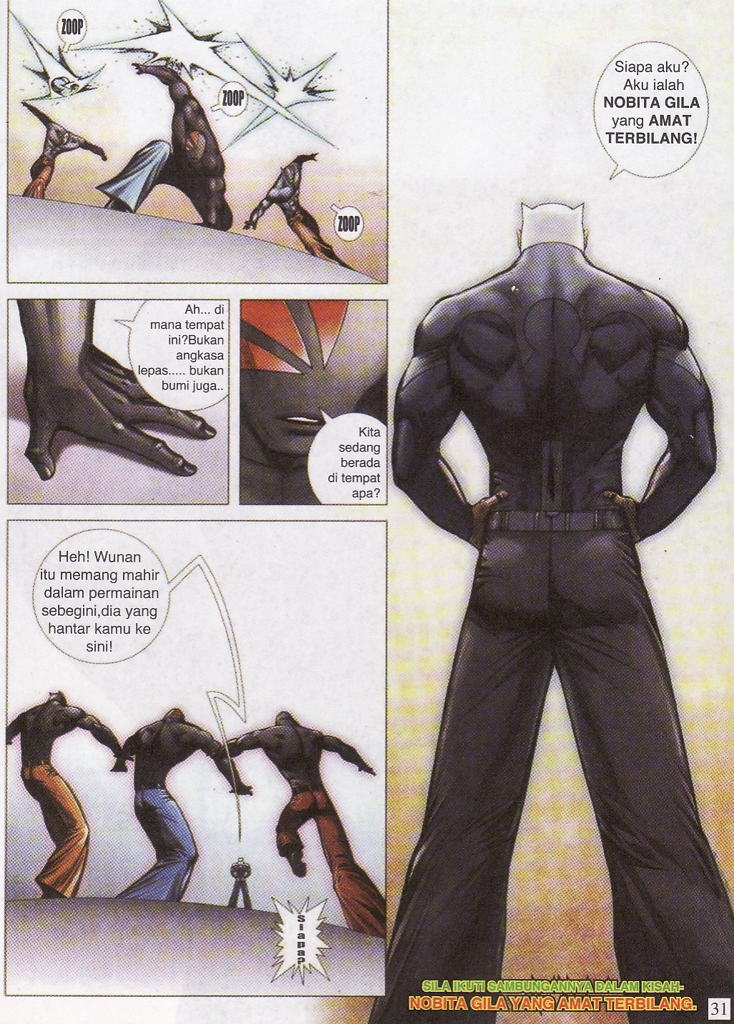 ZOOP
ZOOP
ZOOP
Ah... di
mana tempat
ini?Bukan
angkasa
lepas..... bukan
bumi juga..
Kita
sedang
berada
di tempat
apa?
Heh! Wunan
itu memang mahir
dalam permainan
sebegini,dia yang
hantar kamu ke
sini!
Siapa?
Siapa aku?
Aku ialah
NOBITA GILA
yang AMAT
TERBILANG!
SILA IKUTI SAMBUNGANNYA DALAM KISAH-
NOBITA GILA YANG AMAT TERBILANG.
31